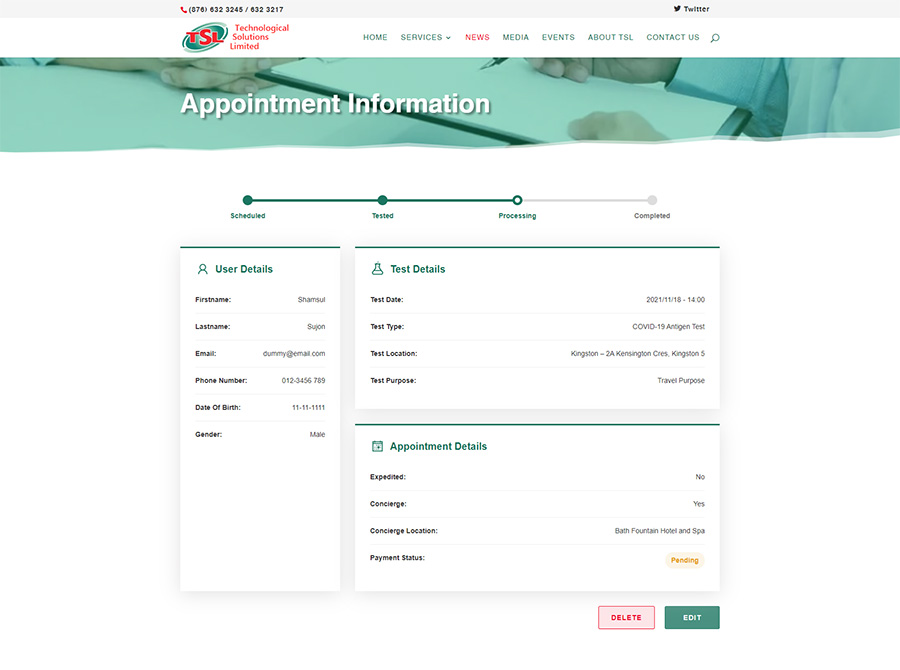 (876) 632 3245 / 632 3217
Twitter
TSL
Technological
Solutions
Limited
HOME SERVICES NEWS MEDIA EVENTS ABOUT TSL CONTACT US
Appointment Information
Scheduled Tested Processing Completed
User Details
Firstname: Shamsul
Lastname: Sujon
Email: dummy@email.com
Phone Number: 012-3456 789
Date Of Birth: 11-11-1111
Gender: Male
Test Details
Test Date: 2021/11/18 - 14:00
Test Type: COVID-19 Antigen Test
Test Location: Kingston – 2A Kensington Cres, Kingston 5
Test Purpose: Travel Purpose
Appointment Details
Expedited: No
Concierge: Yes
Concierge Location: Bath Fountain Hotel and Spa
Payment Status: Pending
DELETE EDIT